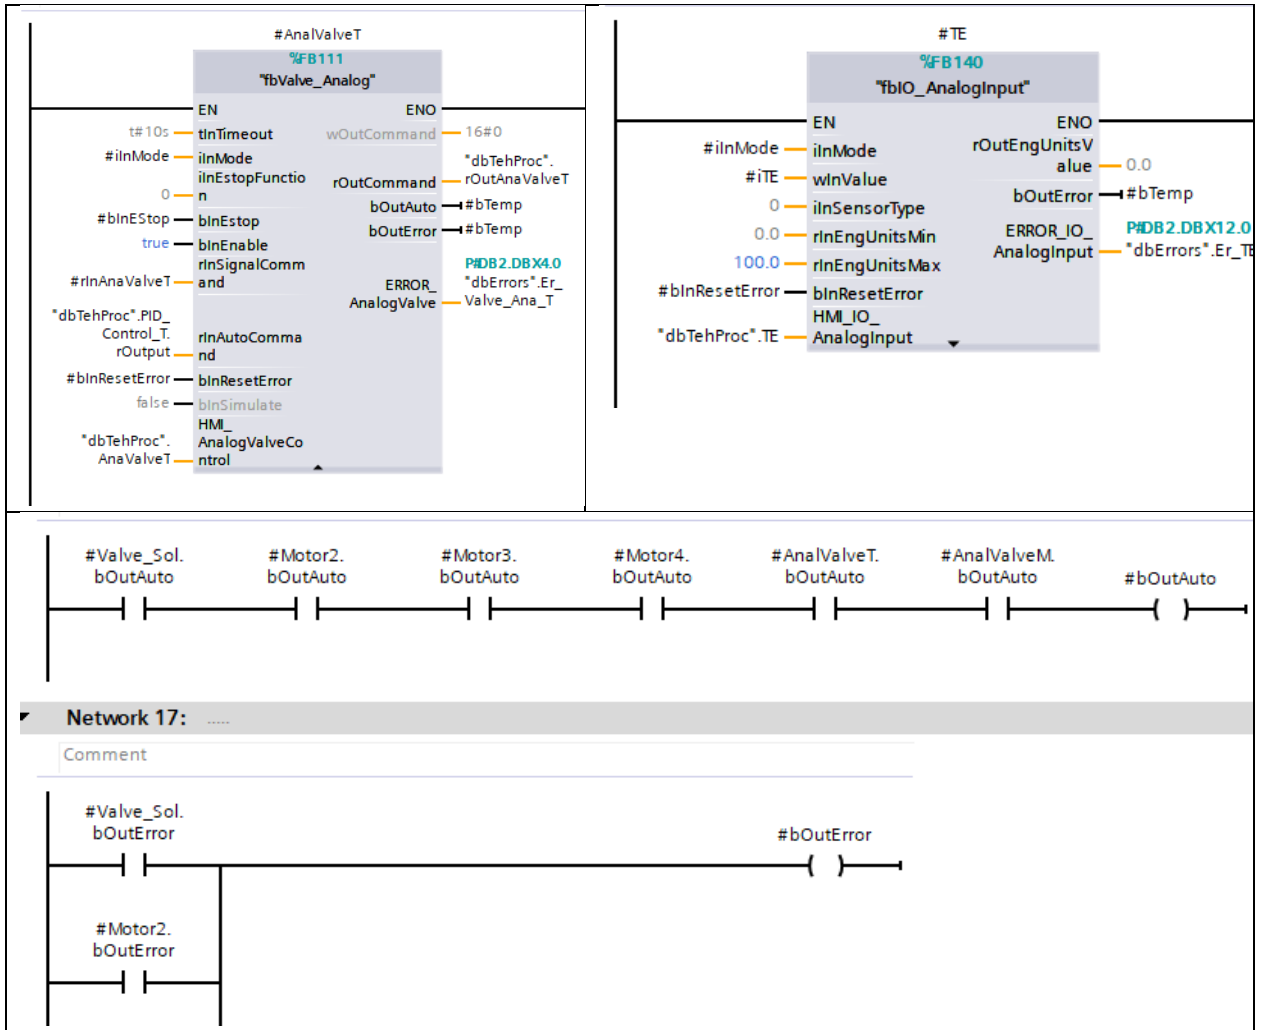 #AnalValveT
%FB111
"fbValve_Analog"
EN
ENO
t#10s
tInTimeout
wOutCommand
16#0
#iInMode
iInMode
iInEstopFunctio
n
0
rOutCommand
"dbTehProc".
rOutAnaValveT
bOutAuto
#bTemp
#bInEStop
bInEstop
bOutError
#bTemp
true
bInEnable
#rInAnaValveT
rInSignalComm
and
ERROR_
AnalogValve
P#DB2.DBX4.0
"dbErrors".Er_
Valve_Ana_T
"dbTehProc".PID_
Control_T.
rOutput
rInAutoComma
nd
#bInResetError
bInResetError
false
bInSimulate
"dbTehProc".
AnaValveT
HMI_
AnalogValveCo
ntrol
#TE
%FB140
"fbIO_AnalogInput"
EN
ENO
#iInMode
iInMode
rOutEngUnitsV
alue
0.0
#iTE
wInValue
bOutError
#bTemp
0
iInSensorType
0.0
rInEngUnitsMin
ERROR_IO_
AnalogInput
P#DB2.DBX12.0
"dbErrors".Er_TE
100.0
rInEngUnitsMax
#bInResetError
bInResetError
"dbTehProc".TE
HMI_IO_
AnalogInput
#Valve_Sol.
bOutAuto
#Motor2.
bOutAuto
#Motor3.
bOutAuto
#Motor4.
bOutAuto
#AnalValveT.
bOutAuto
#AnalValveM.
bOutAuto
#bOutAuto
Network 17: .....
Comment
#Valve_Sol.
bOutError
#bOutError
#Motor2.
bOutError